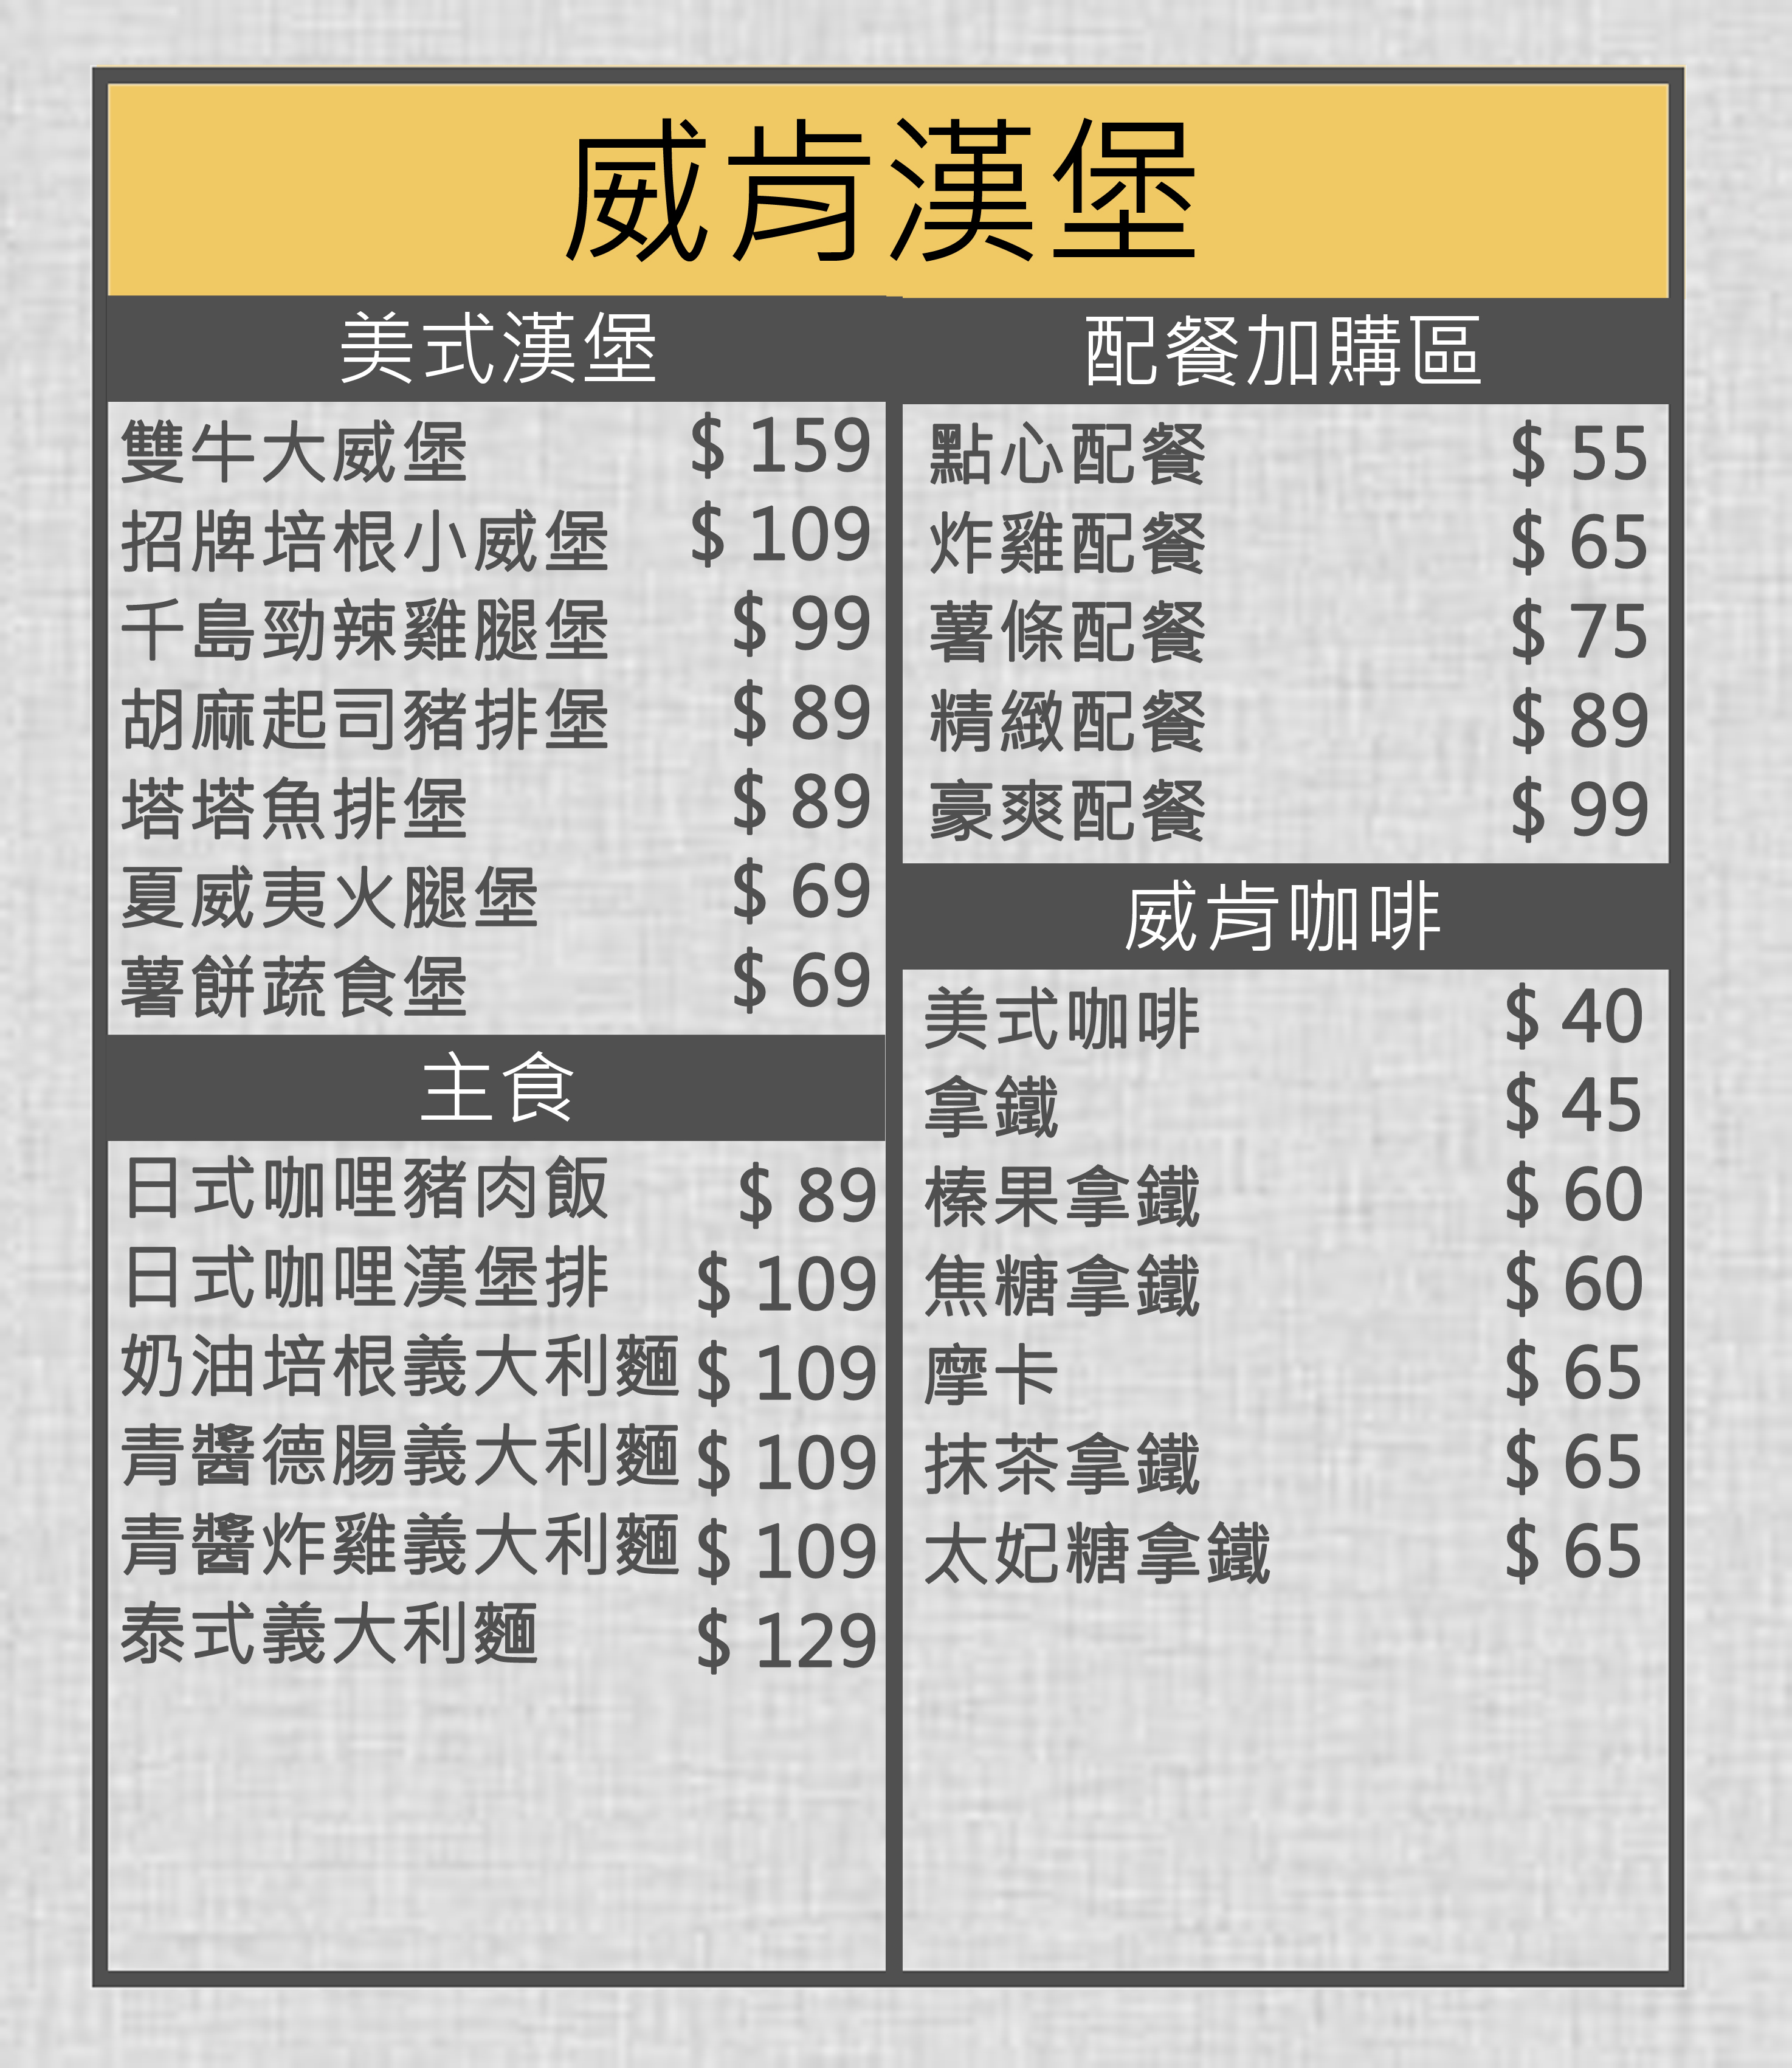 威肯漢堡
美式漢堡
雙牛大威堡 $ 159
招牌培根小威堡 $ 109
千島勁辣雞腿堡 $ 99
胡麻起司豬排堡 $ 89
塔塔魚排堡 $ 89
夏威夷火腿堡 $ 69
薯餅蔬食堡 $ 69
主食
日式咖哩豬肉飯 $ 89
日式咖哩漢堡排 $ 109
奶油培根義大利麵 $ 109
青醬德腸義大利麵 $ 109
青醬炸雞義大利麵 $ 109
泰式義大利麵 $ 129
配餐加購區
點心配餐 $ 55
炸雞配餐 $ 65
薯條配餐 $ 75
精緻配餐 $ 89
豪爽配餐 $ 99
威肯咖啡
美式咖啡 $ 40
拿鐵 $ 45
榛果拿鐵 $ 60
焦糖拿鐵 $ 60
摩卡 $ 65
抹茶拿鐵 $ 65
太妃糖拿鐵 $ 65